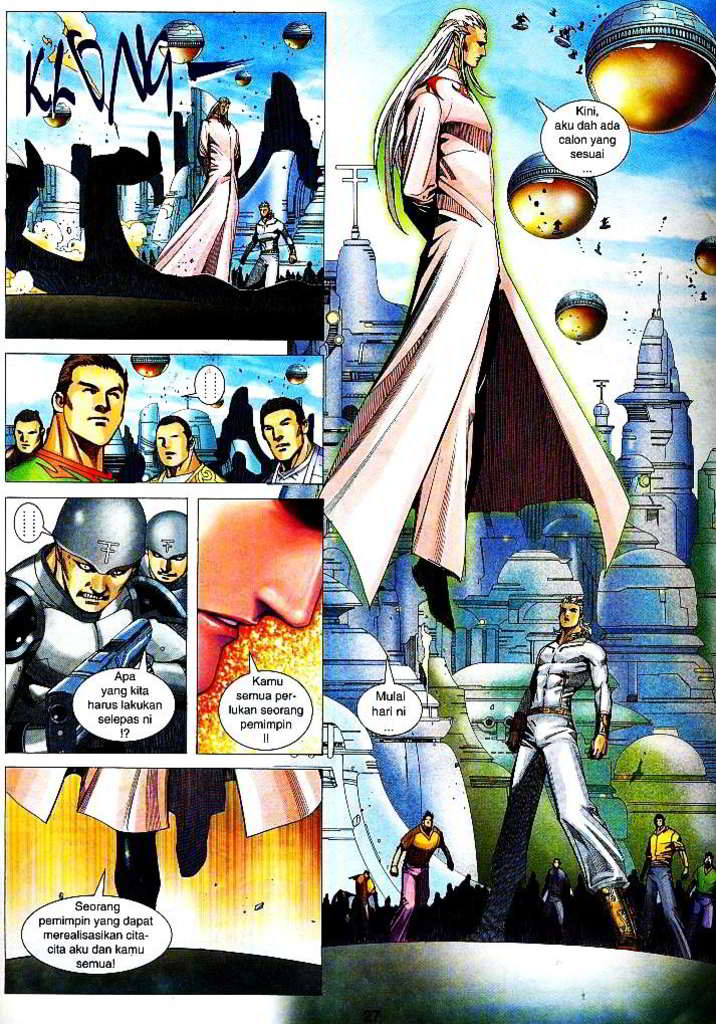 KLONG
......
......
Apa
yang kita
harus lakukan
selepas ni
!?
Kamu
semua per-
lukan seorang
pemimpin
!!
Seorang
pemimpin yang dapat
merealisasikan cita-
cita aku dan kamu
semua!
Kini,
aku dah ada
calon yang
sesuai
...
Mulai
hari ni
...
27